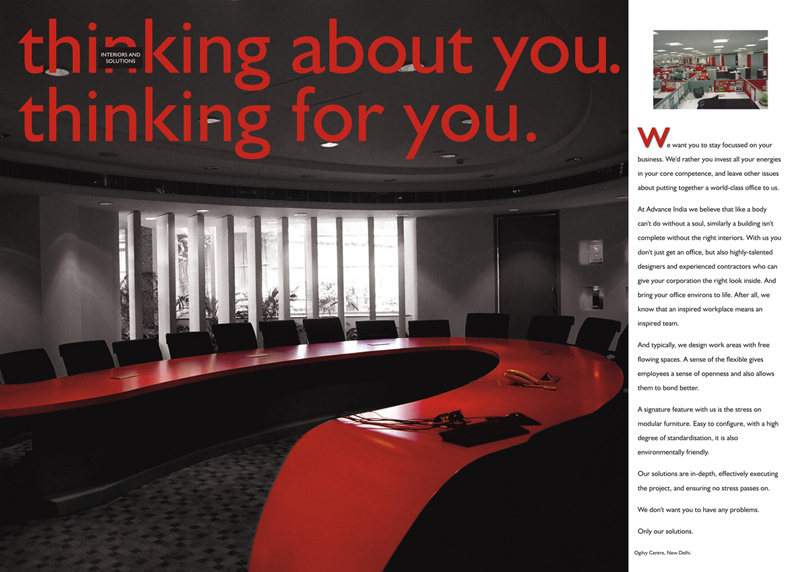 thinking about you.
INTERIORS AND
SOLUTIONS
thinking for you.
We want you to stay focussed on your
business. We'd rather you invest all your energies
in your core competence, and leave other issues
about putting together a world-class office to us.
At Advance India we believe that like a body
can't do without a soul, similarly a building isn't
complete without the right interiors. With us you
don't just get an office, but also highly-talented
designers and experienced contractors who can
give your corporation the right look inside. And
bring your office environs to life. After all, we
know that an inspired workplace means an
inspired team.
And typically, we design work areas with free
flowing spaces. A sense of the flexible gives
employees a sense of openness and also allows
them to bond better.
A signature feature with us is the stress on
modular furniture. Easy to configure, with a high
degree of standardisation, it is also
environmentally friendly.
Our solutions are in-depth, effectively executing
the project, and ensuring no stress passes on.
We don't want you to have any problems.
Only our solutions.
Ogilvy Centre, New Delhi.